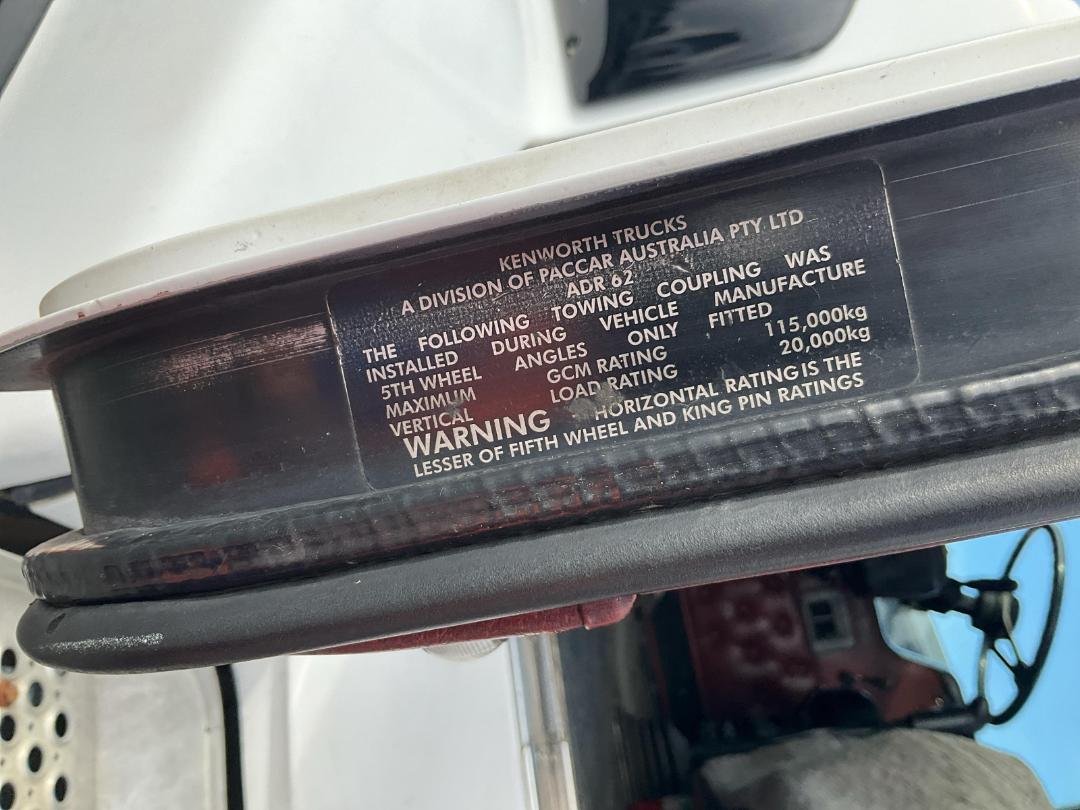 KENWORTH TRUCKS
A DIVISION OF PACCAR AUSTRALIA PTY LTD
ADR 62
THE FOLLOWING TOWING COUPLING WAS
INSTALLED DURING VEHICLE MANUFACTURE
5TH WHEEL ANGLES ONLY FITTED
MAXIMUM GCM RATING 115,000kg
VERTICAL LOAD RATING 20,000kg
WARNING HORIZONTAL RATING IS THE
LESSER OF FIFTH WHEEL AND KING PIN RATINGS